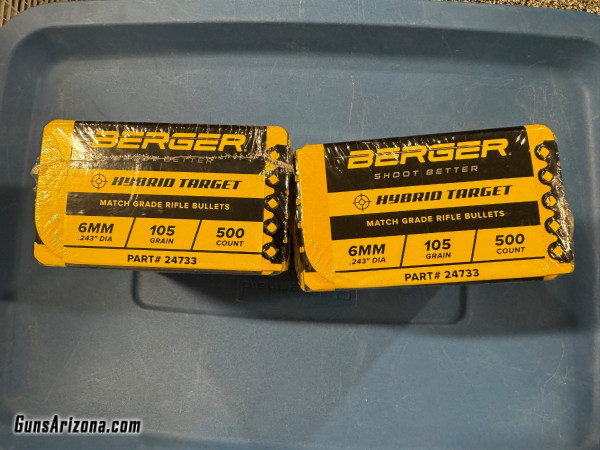 BERGER
BETTER
HYBRID TARGET
MATCH GRADE RIFLE BULLETS
6MM
.243" DIA
105
GRAIN
500
COUNT
PART# 24733
BERGER
SHOOT BETTER
HYBRID TARGET
MATCH GRADE RIFLE BULLETS
6MM
.243" DIA
105
GRAIN
500
COUNT
PART# 24733
GunsArizona.com